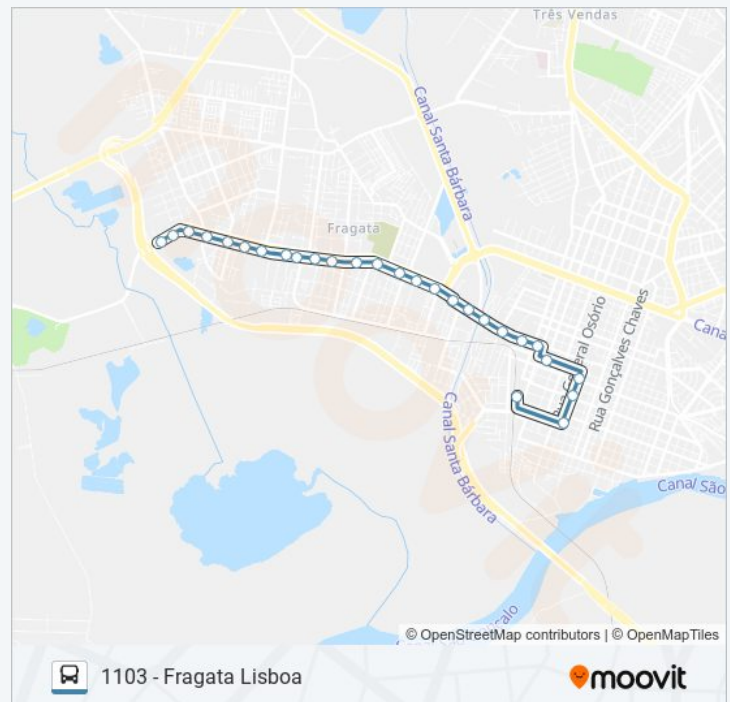 Três Vendas
Canal Santa Bárbara
Fragata
Rua General Osório
Rua Gonçalves Chaves
Canal Santa Bárbara
Canal São
© OpenStreetMap contributors | © OpenMapTiles
1103 - Fragata Lisboa
moovit